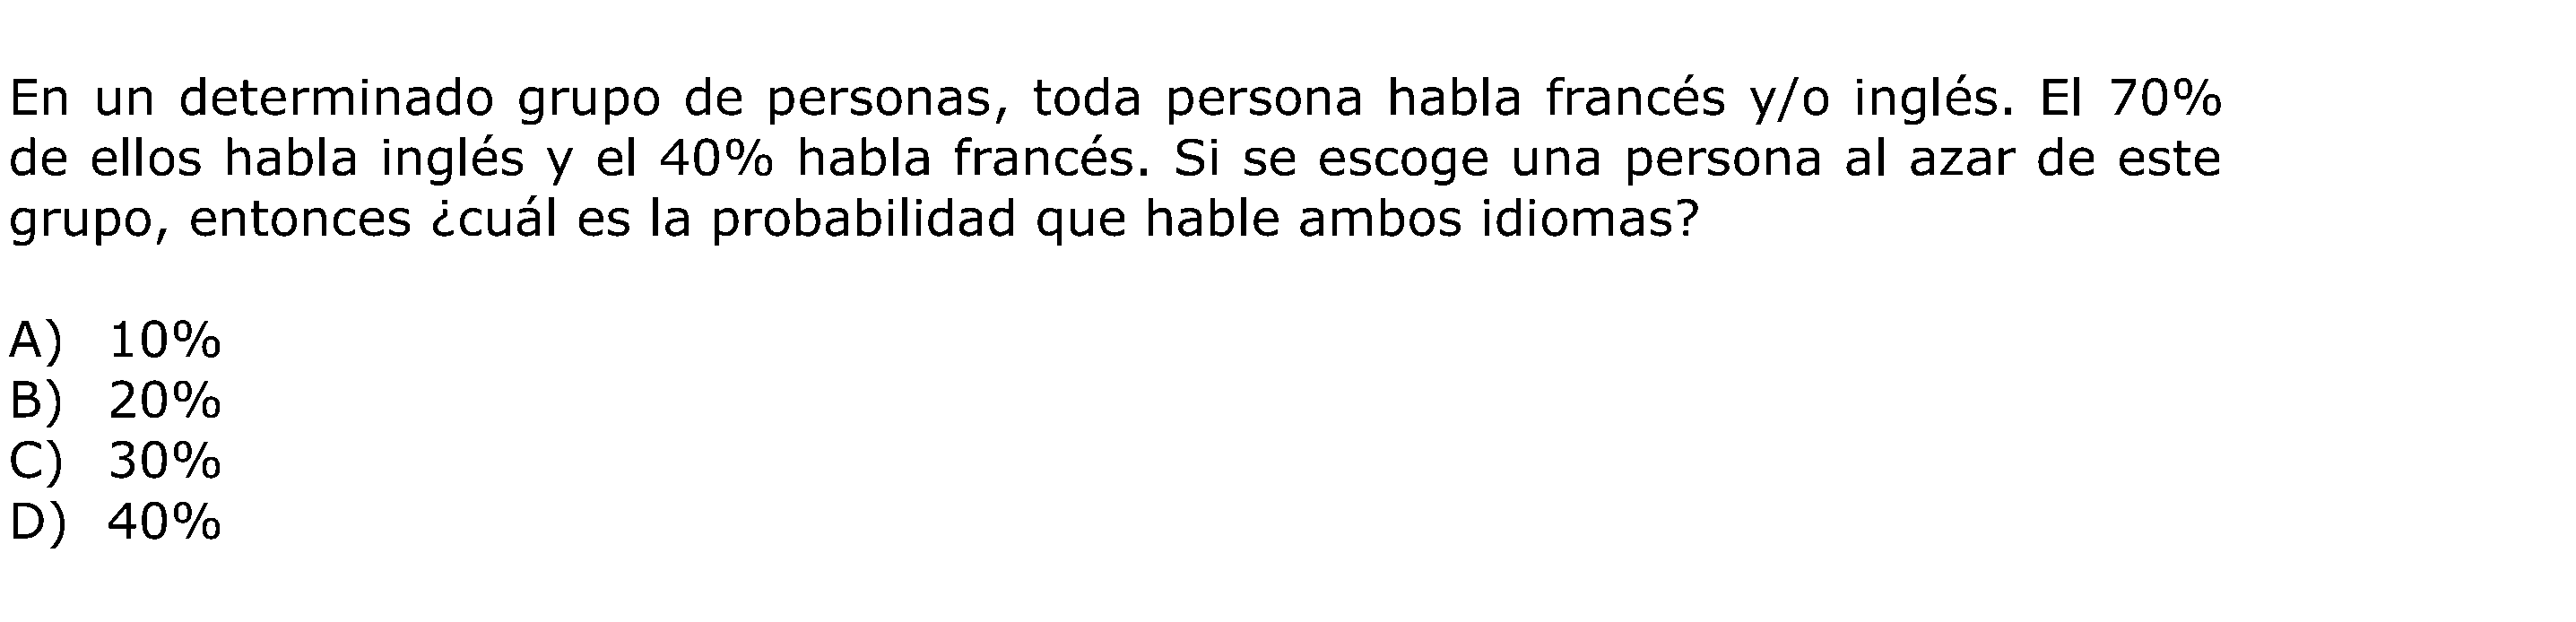 En un determinado grupo de personas, toda persona habla francés y/o inglés. El 70%
de ellos habla inglés y el 40% habla francés. Si se escoge una persona al azar de este
grupo, entonces ¿cuál es la probabilidad que hable ambos idiomas?
A) 10%
B) 20%
C) 30%
D) 40%